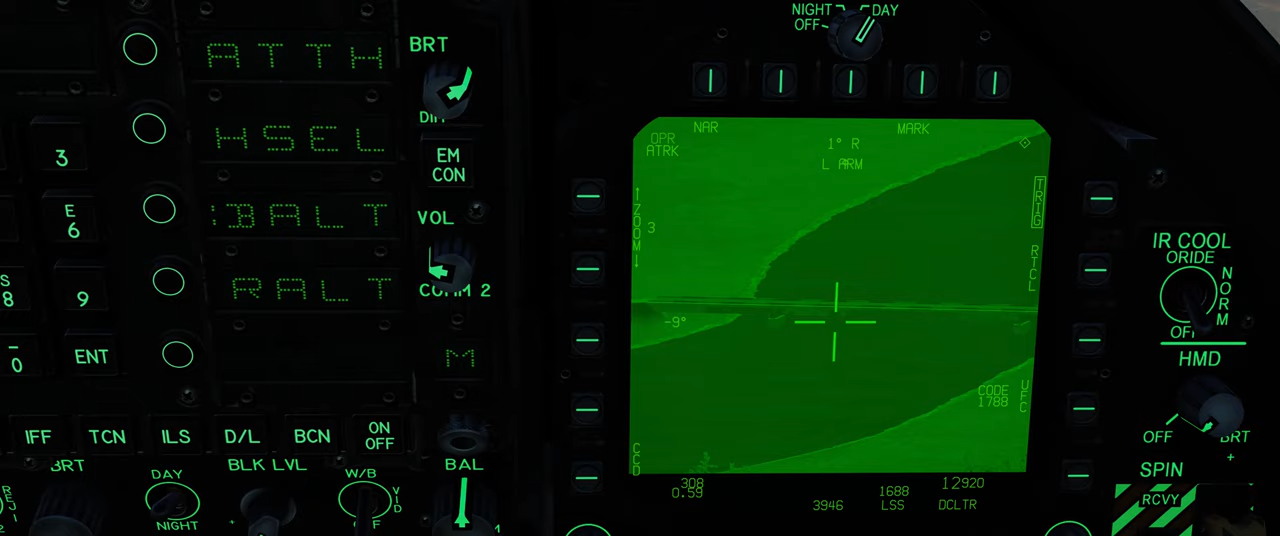 ATTH
HSEL
:BALT
RALT
M
BRT
DIM
EM
CON
VOL
COMM 2
3
E
6
S
8
9
-
0
ENT
IFF
TCN
ILS
D/L
BCN
ON
OFF
BRT
DAY
NIGHT
BLK LVL
W/B
VID
BAL
NIGHT
DAY
OFF
NAR
MARK
OPR
ATRK
1° R
L ARM
ZOOM
3
TRIG
RTCL
-9°
CODE
1788
UFC
CCD
308
0.59
3946
1688
LSS
12920
DCLTR
IR COOL
ORIDE
NORM
OFF
HMD
OFF
BRT
+
SPIN
RCVY